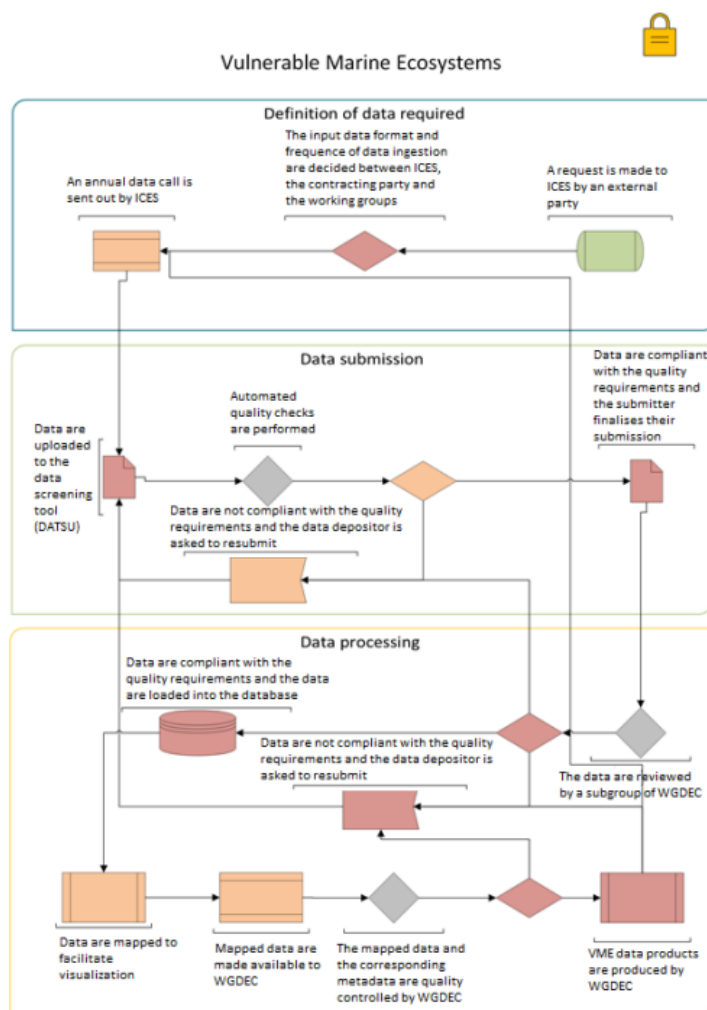 Vulnerable Marine Ecosystems
Definition of data required
The input data format and
frequence of data ingestion
are decided between ICES,
the contracting party and
the working groups
An annual data call is
sent out by ICES
A request is made to
ICES by an external
party
Data submission
Data are compliant
with the quality
requirements and
the submitter
finalises their
submission
Automated
quality checks
are performed
Data are
uploaded
to the
data
screening
tool
(DATSU)
Data are not compliant with the quality
requirements and the data depositor is
asked to resubmit
Data processing
Data are compliant with the
quality requirements and the data
are loaded into the database
Data are not compliant with the quality
requirements and the data depositor is
asked to resubmit
The data are reviewed
by a subgroup of WGDEC
Data are mapped to
facilitate
visualization
Mapped data are
made available to
WGDEC
The mapped data and
the corresponding
metadata are quality
controlled by WGDEC
VME data products
are produced by
WGDEC